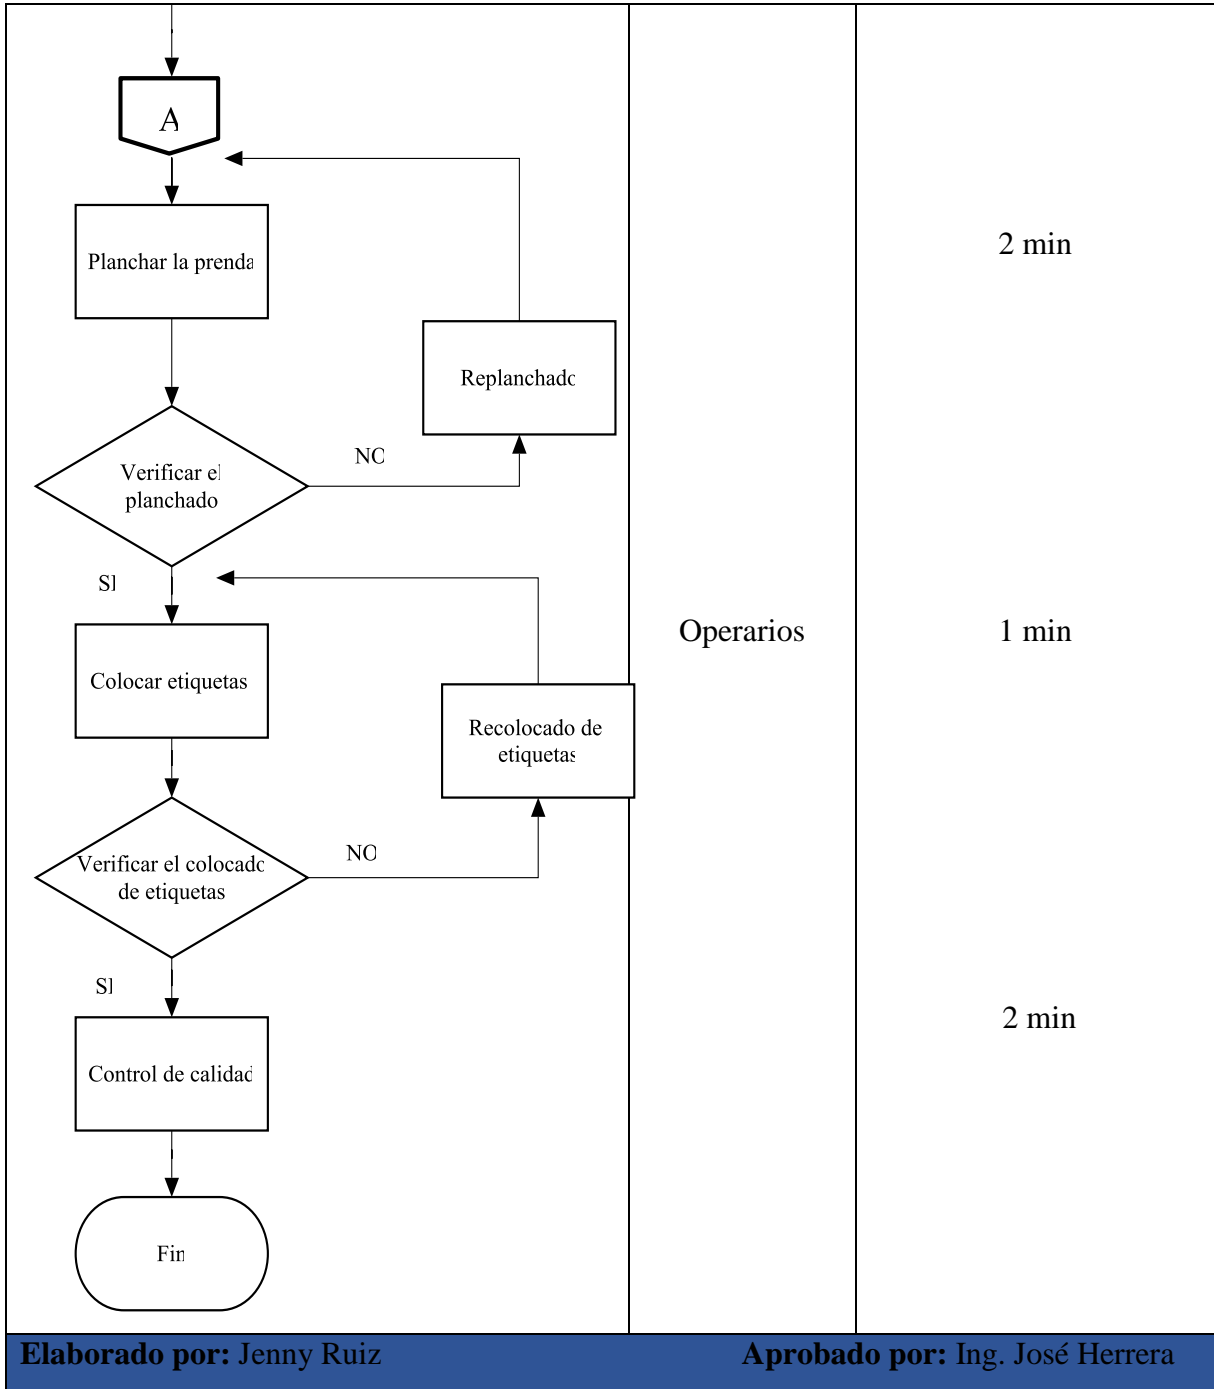 A
Planchar la prenda
2 min
Replanchado
NO
Verificar el
planchado
SI
Operarios
1 min
Colocar etiquetas
Recolocado de
etiquetas
NO
Verificar el colocado
de etiquetas
SI
2 min
Control de calidad
Fin
Elaborado por: Jenny Ruiz
Aprobado por: Ing. José Herrera